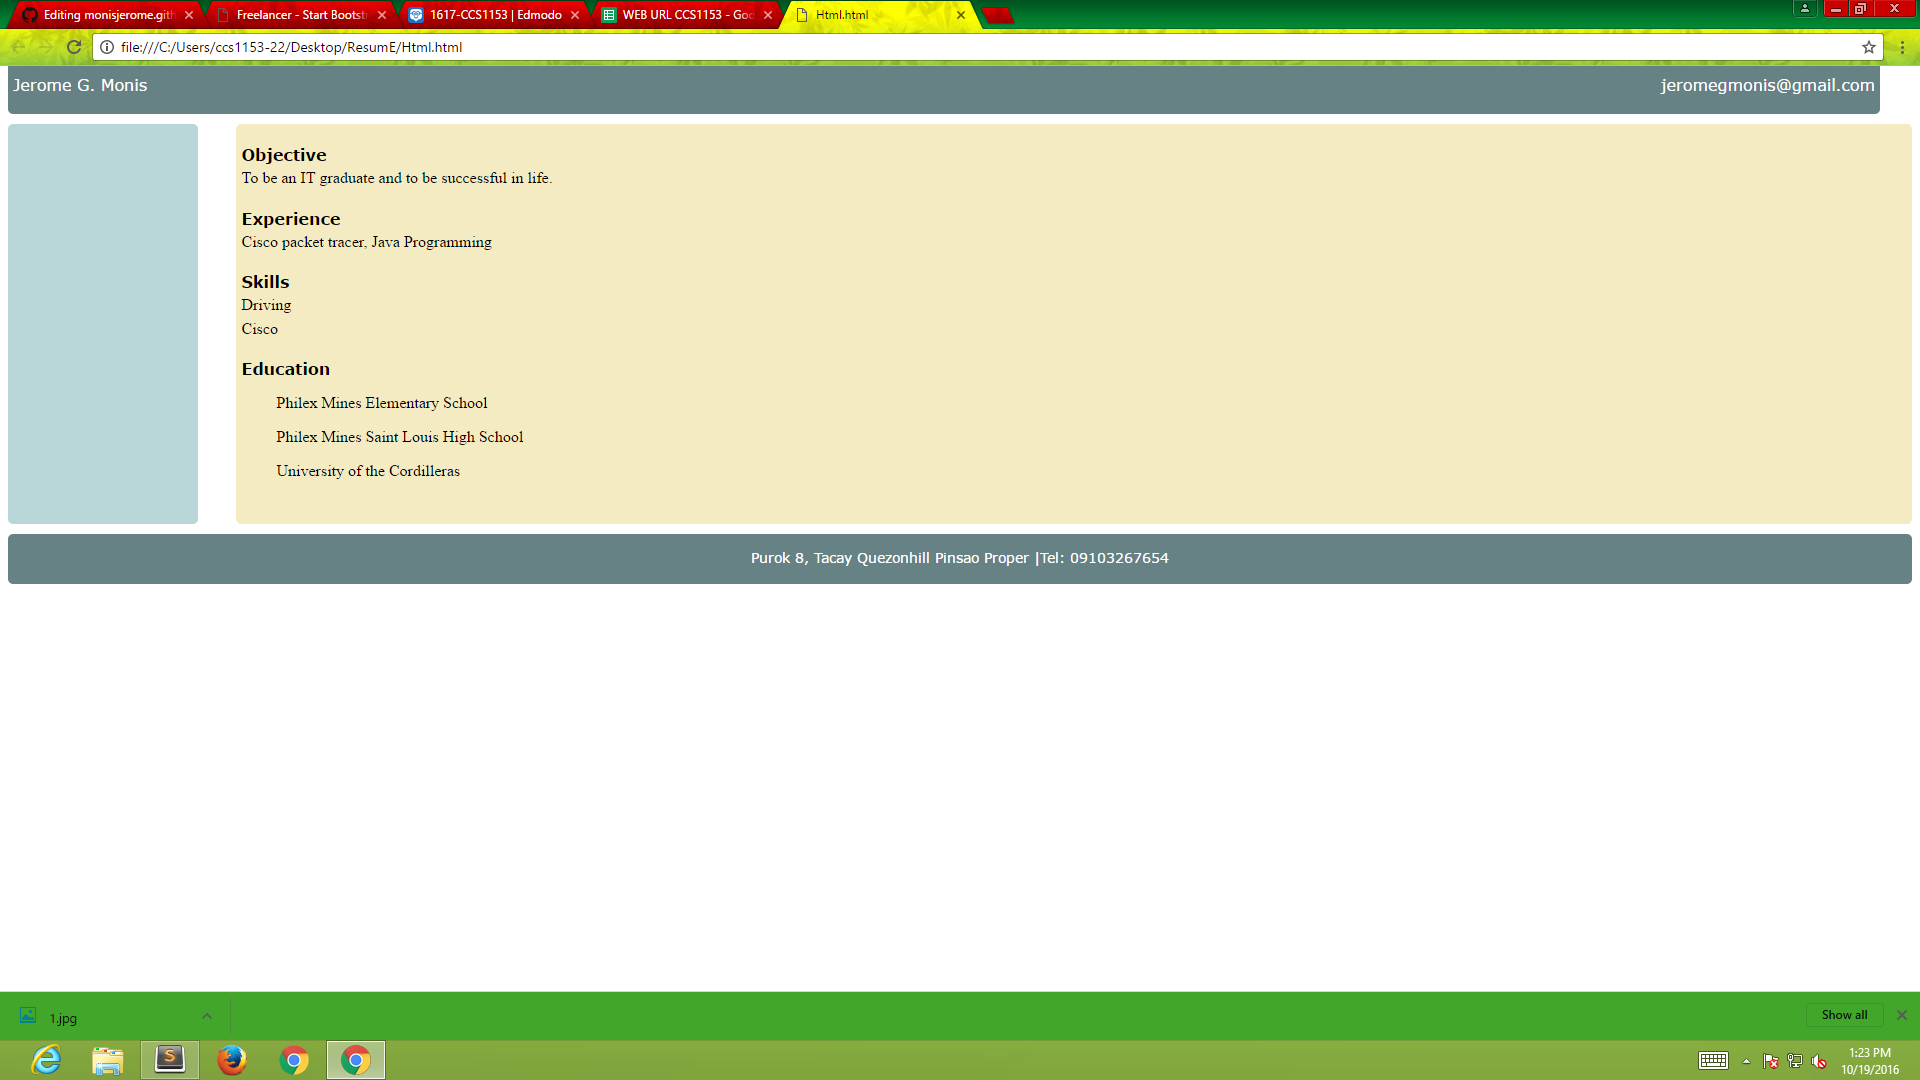 Editing monisjerome.gith
Freelancer - Start Bootst
1617-CCS1153 | Edmodo
WEB URL CCS1153 - Goo
Html.html
file:///C:/Users/ccs1153-22/Desktop/ResumE/Html.html
Jerome G. Monis
jeromegmonis@gmail.com
Objective
To be an IT graduate and to be successful in life.
Experience
Cisco packet tracer, Java Programming
Skills
Driving
Cisco
Education
Philex Mines Elementary School
Philex Mines Saint Louis High School
University of the Cordilleras
Purok 8, Tacay Quezonhill Pinsao Proper |Tel: 09103267654
1.jpg
Show all
1:23 PM
10/19/2016